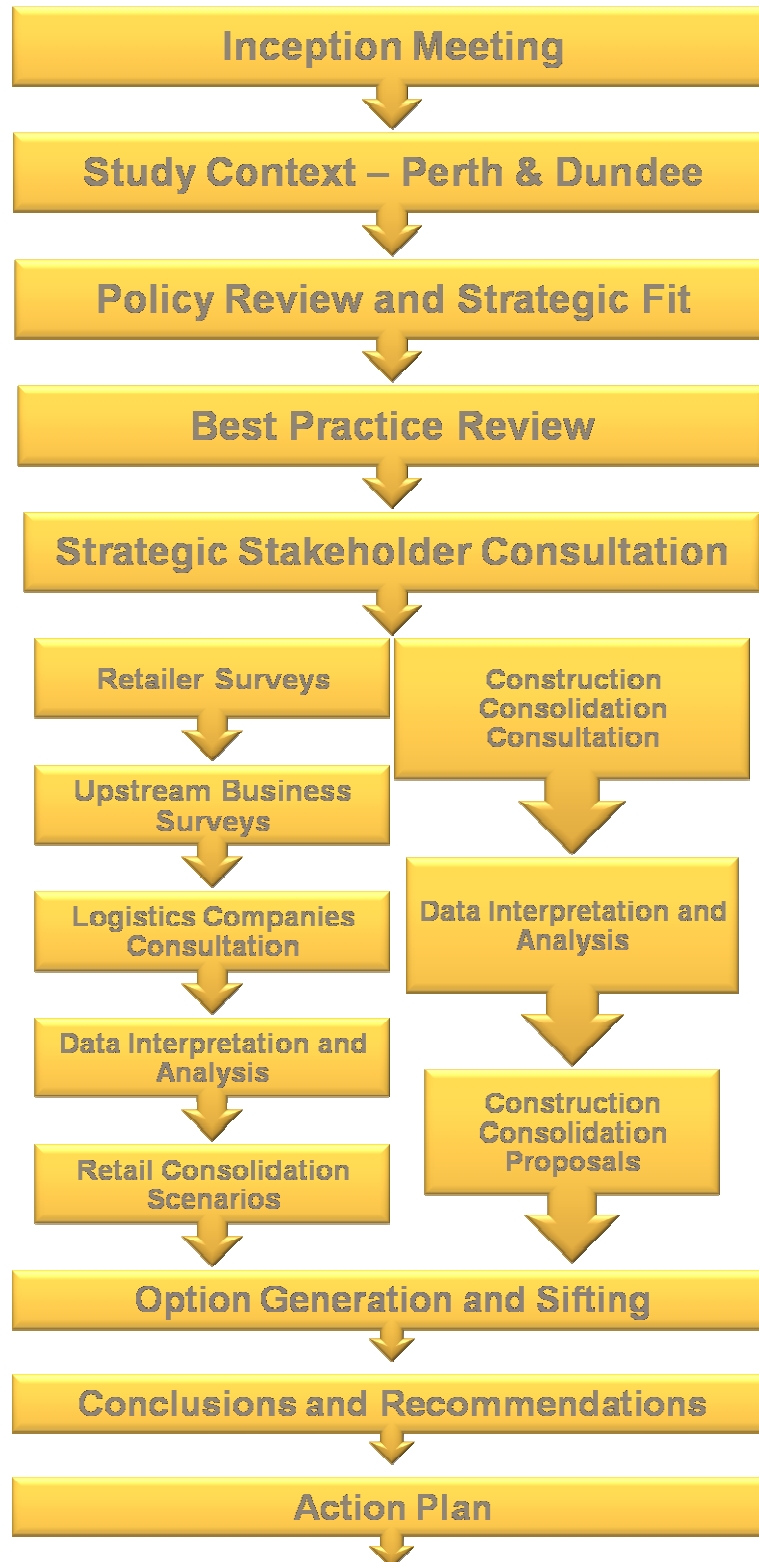 Inception Meeting
Study Context – Perth & Dundee
Policy Review and Strategic Fit
Best Practice Review
Strategic Stakeholder Consultation
Retailer Surveys
Upstream Business
Surveys
Logistics Companies
Consultation
Data Interpretation and
Analysis
Retail Consolidation
Scenarios
Construction
Consolidation
Consultation
Data Interpretation and
Analysis
Construction
Consolidation
Proposals
Option Generation and Sifting
Conclusions and Recommendations
Action Plan